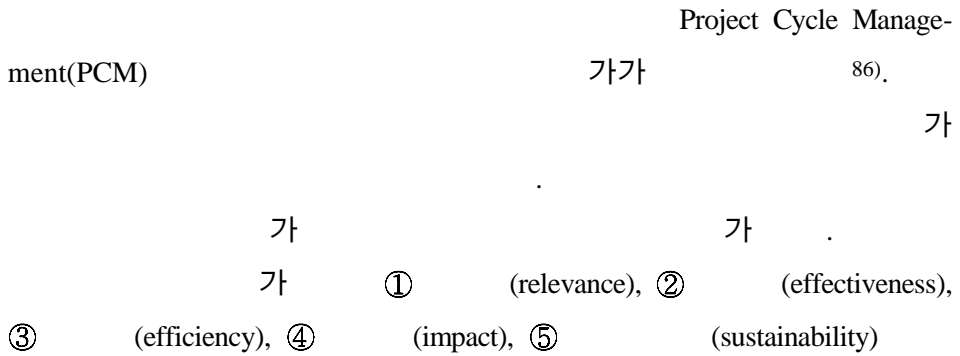 Project Cycle Manage-
ment(PCM) 가가 86).
가
.
가 가 .
가 ① (relevance), ② (effectiveness),
③ (efficiency), ④ (impact), ⑤ (sustainability)